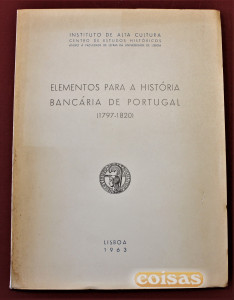 INSTITUTO DE ALTA CULTURA
CENTRO DE ESTUDOS HISTÓRICOS
ELEMENTOS PARA A HISTÓRIA
BANCÁRIA DE PORTUGAL
(1797-1820)
LISBOA
1963
coisas